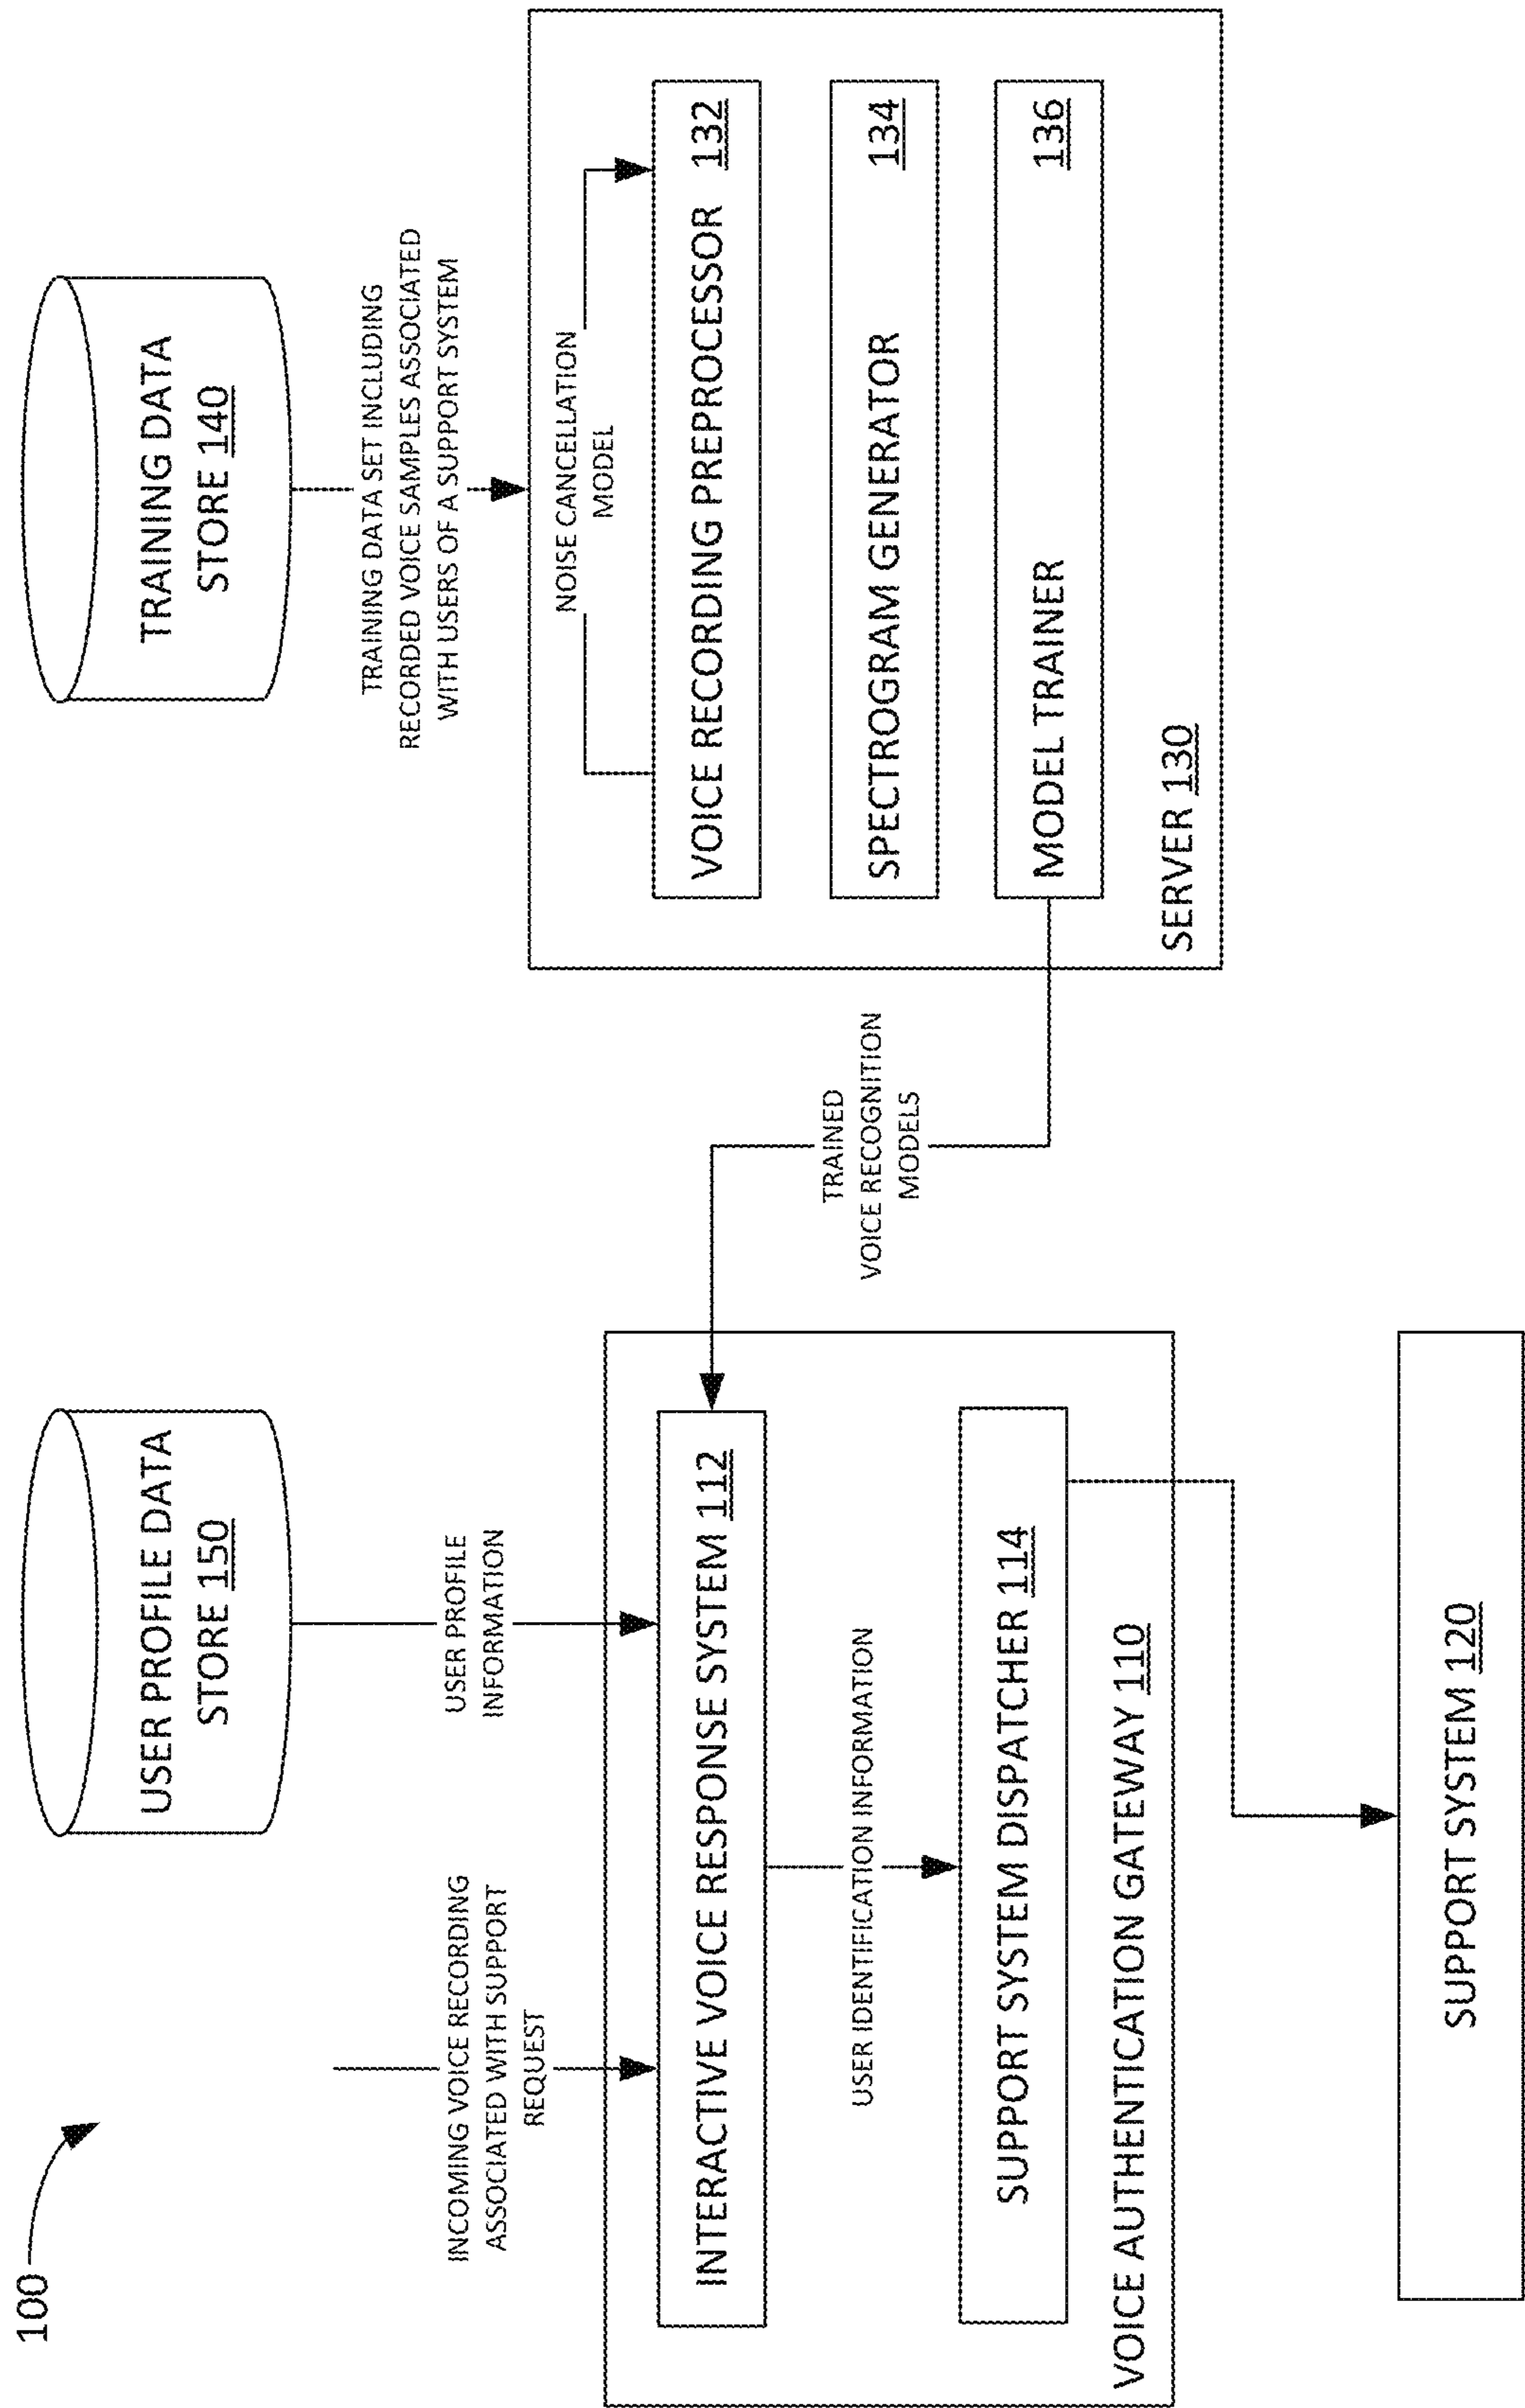 100
INCOMING VOICE RECORDING
ASSOCIATED WITH SUPPORT
REQUEST
USER PROFILE DATA
STORE 150
USER PROFILE
INFORMATION
INTERACTIVE VOICE RESPONSE SYSTEM 112
USER IDENTIFICATION INFORMATION
SUPPORT SYSTEM DISPATCHER 114
VOICE AUTHENTICATION GATEWAY 110
SUPPORT SYSTEM 120
TRAINED
VOICE RECOGNITION
MODELS
TRAINING DATA
STORE 140
TRAINING DATA SET INCLUDING
RECORDED VOICE SAMPLES ASSOCIATED
WITH USERS OF A SUPPORT SYSTEM
NOISE CANCELLATION
MODEL
VOICE RECORDING PREPROCESSOR 132
SPECTROGRAM GENERATOR 134
MODEL TRAINER 136
SERVER 130